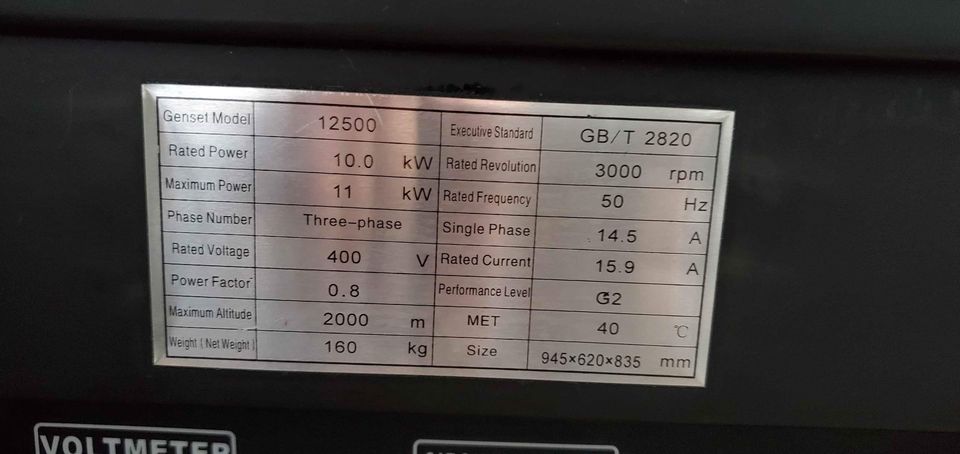 Genset Model 12500 Executive Standard GB/T 2820
Rated Power 10.0 kW Rated Revolution 3000 rpm
Maximum Power 11 kW Rated Frequency 50 Hz
Phase Number Three-phase Single Phase 14.5 A
Rated Voltage 400 V Rated Current 15.9 A
Power Factor 0.8 Performance Level G2
Maximum Altitude 2000 m MET 40 ℃
Weight (Net Weight) 160 kg Size 945×620×835 mm
VOLTMETER